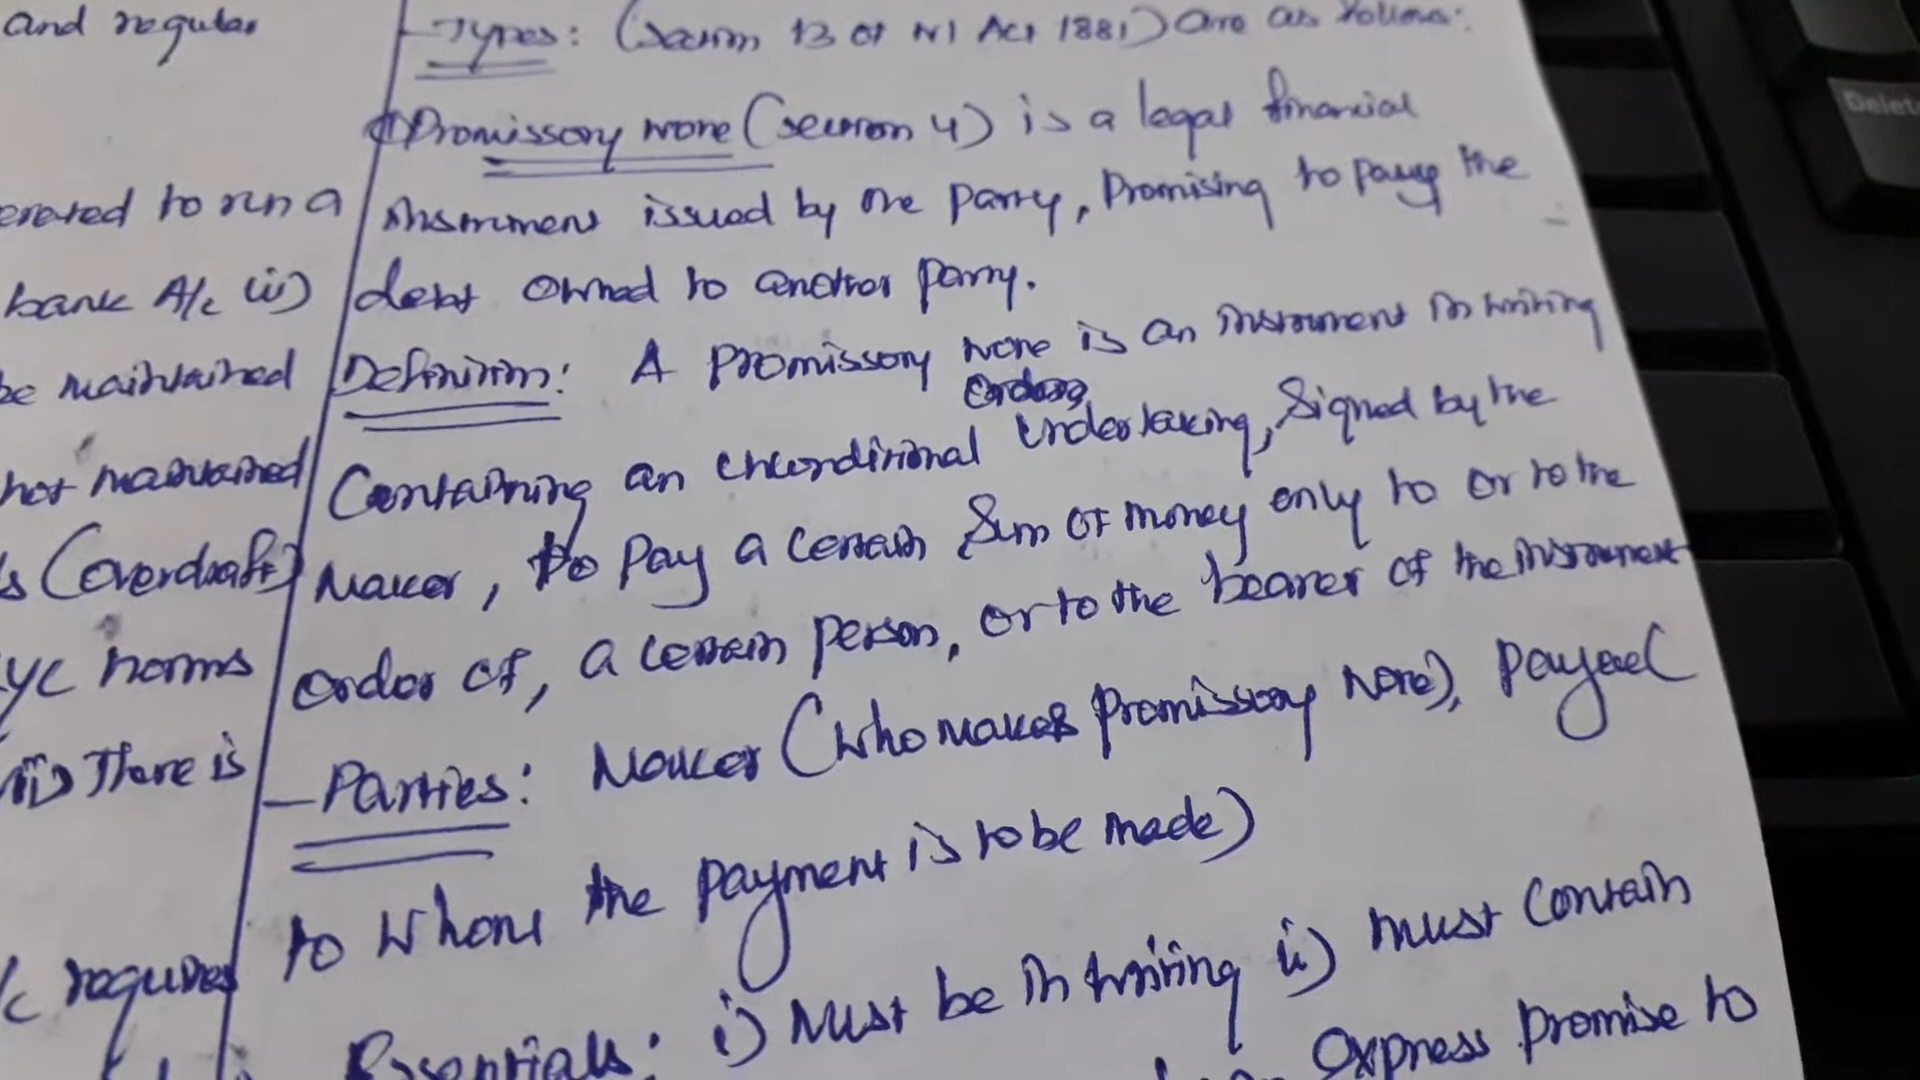 and regular
erated to run a
bank A/c iii)
be maintained
not maintained
s (overdraft)
yc norms
There is
c requires
- Types: (Section 13 of NI Act 1881) are as follows:
① Promissory Note (section 4) is a legal financial
instrument issued by one party, promising to pay the
debt owned to another party.
Definition: A promissory note is an instrument in writing
Containing an unconditional undertaking, signed by the
Maker, to pay a certain sum of money only to or to the
order of, a certain person, or to the bearer of the instrument
- Parties: Maker (who makes promissory note), payee (
to whom the payment is to be made)
Essentials: i) Must be in writing ii) must contain
express promise to
Delete